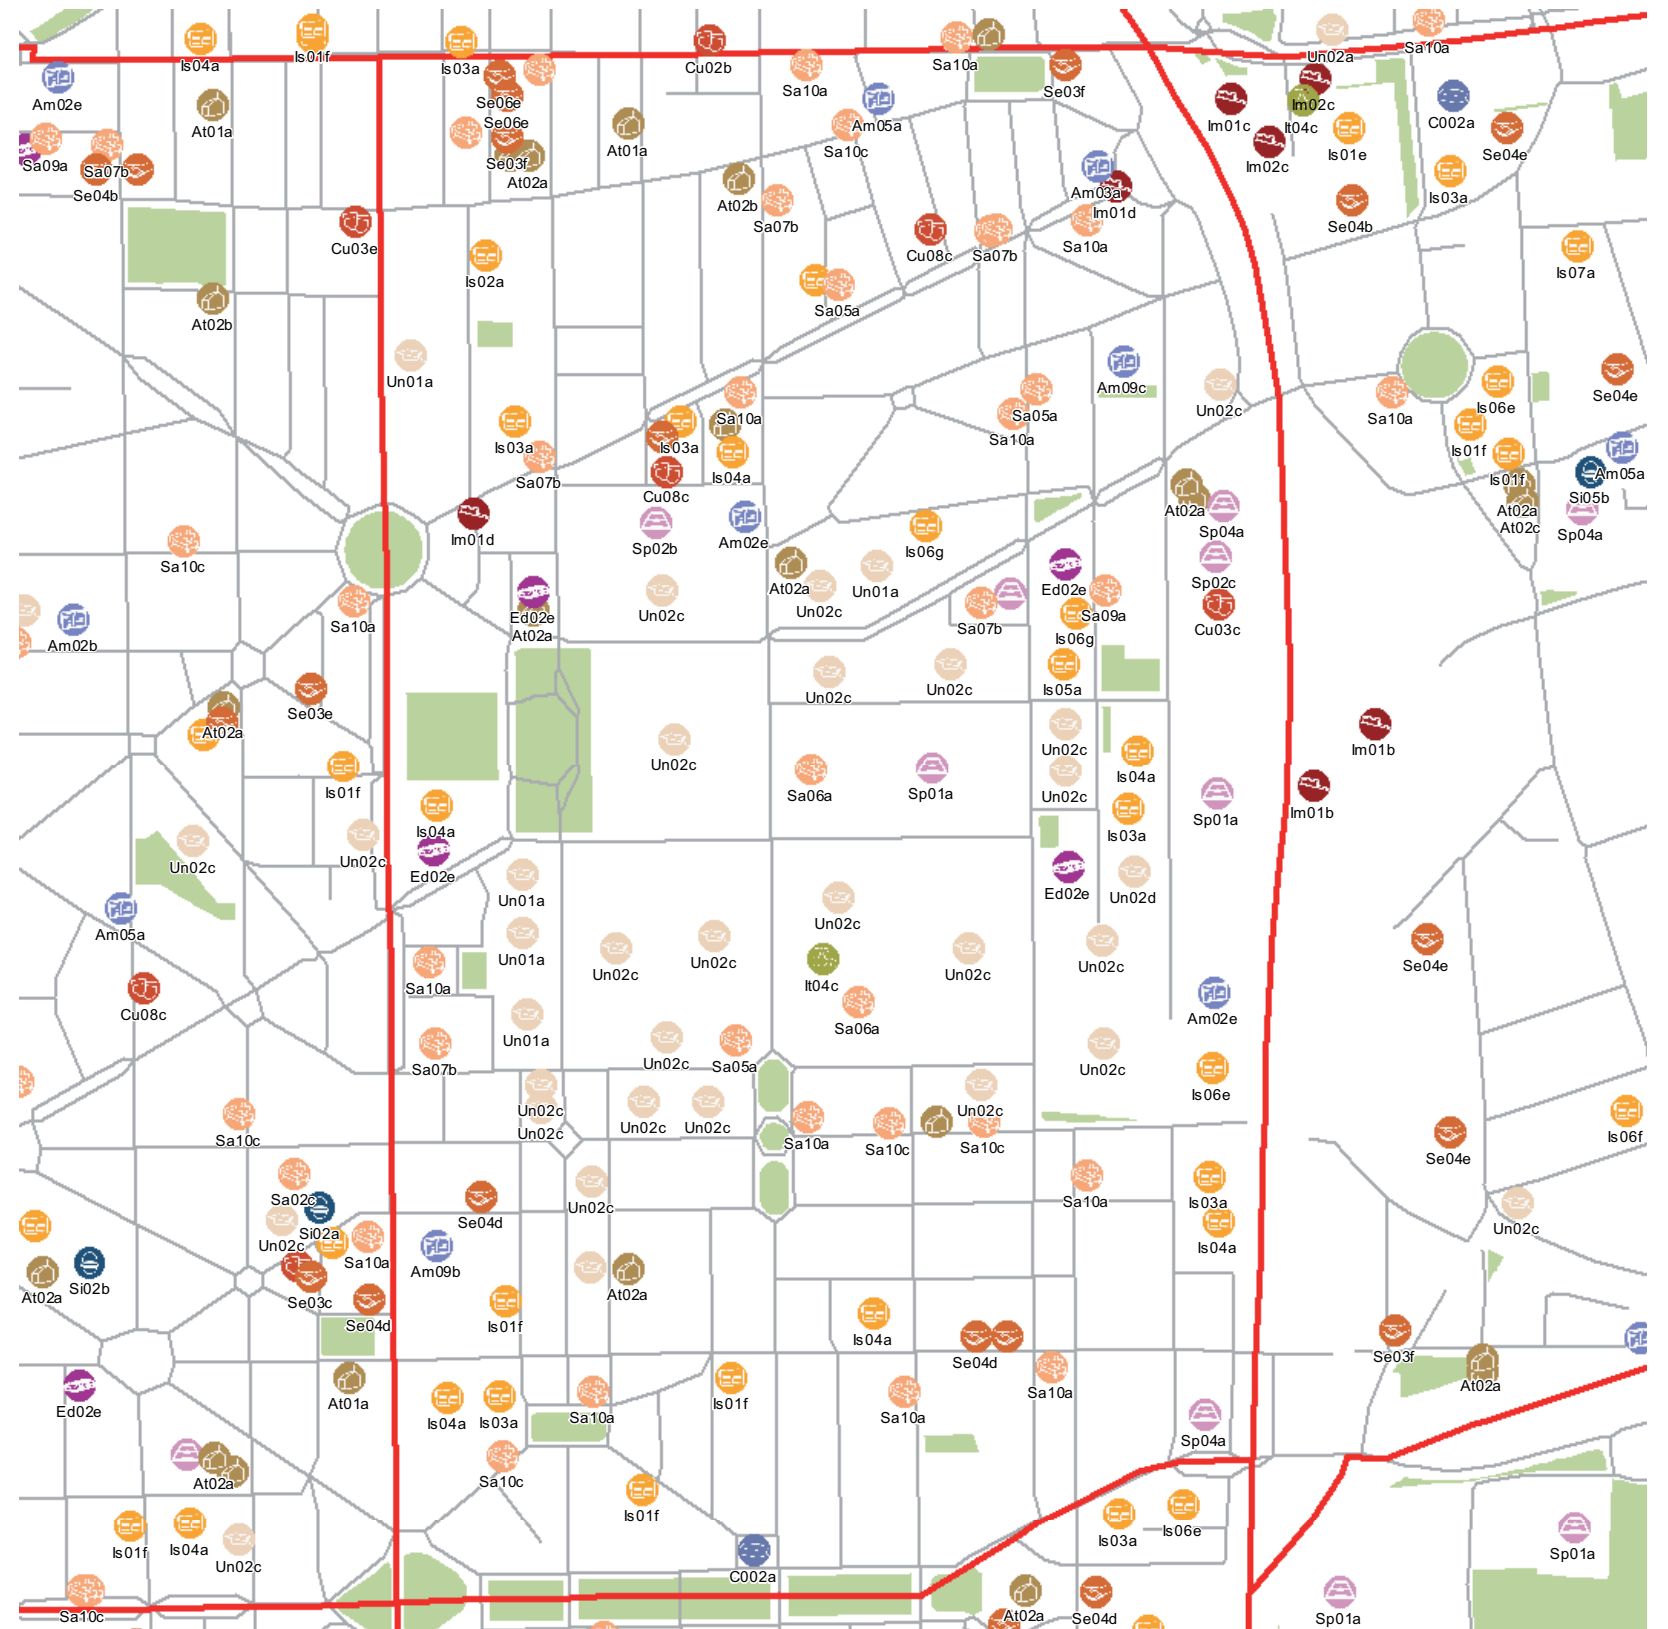 Is04a
Is01f
Is03a
Cu02b
Sa10a
Un02a
Sa10a
Am02e
At01a
Se06e
Se06e
Sa10a
Am05a
Se03f
Im01c
Im02c
It04c
Im02c
Is01e
C002a
Se04e
Sa09a
Sa07b
Se04b
Se03f
At02a
At01a
Sa10c
At02b
Sa07b
Am03a
Im01d
Sa10a
Is03a
Se04b
Cu03e
Is02a
Cu08c
Sa07b
Is07a
At02b
Sa05a
Un01a
Am09c
Un02c
Sa10a
Is06e
Se04e
Is03a
Sa10a
Is03a
Sa05a
Sa10a
Is01f
Sa07b
Is04a
Cu08c
Is01f
Am05a
Si05b
At02a
Sp04a
At02a
At02c
Sp04a
Im01d
Sp02b
Am02e
Is06g
Sa10c
At02a
Un01a
Un02c
Sp02c
Ed02e
Sa09a
Ed02e
At02a
Un02c
Sa07b
Is06g
Cu03c
Am02b
Sa10a
Un02c
Un02c
Is05a
Se03e
At02a
Un02c
Un02c
Im01b
Is01f
Sa06a
Sp01a
Un02c
Is04a
Sp01a
Im01b
Is04a
Is03a
Un02c
Un02c
Ed02e
Un01a
Un02c
Ed02e
Un02d
Am05a
Un01a
Un02c
Un02c
Un02c
Un02c
Se04e
Sa10a
It04c
Cu08c
Un01a
Sa06a
Am02e
Sa07b
Un02c
Sa05a
Un02c
Is06e
Sa10c
Un02c
Un02c
Un02c
Un02c
Sa10a
Sa10c
Un02c
Sa10c
Is06f
Se04e
Sa02c
Se04d
Un02c
Sa10a
Is03a
Un02c
Si02a
Un02c
Sa10a
Am09b
Is04a
At02a
Si02b
Se03c
Se04d
At02a
Is01f
Is04a
Se04d
Se03f
At02a
Ed02e
At01a
Is04a
Is03a
Sa10a
Is01f
Sa10a
Sa10a
Sp04a
At02a
Sa10c
Is01f
Is01f
Is04a
Un02c
C002a
Is03a
Is06e
Sp01a
Sa10c
At02a
Se04d
Sp01a